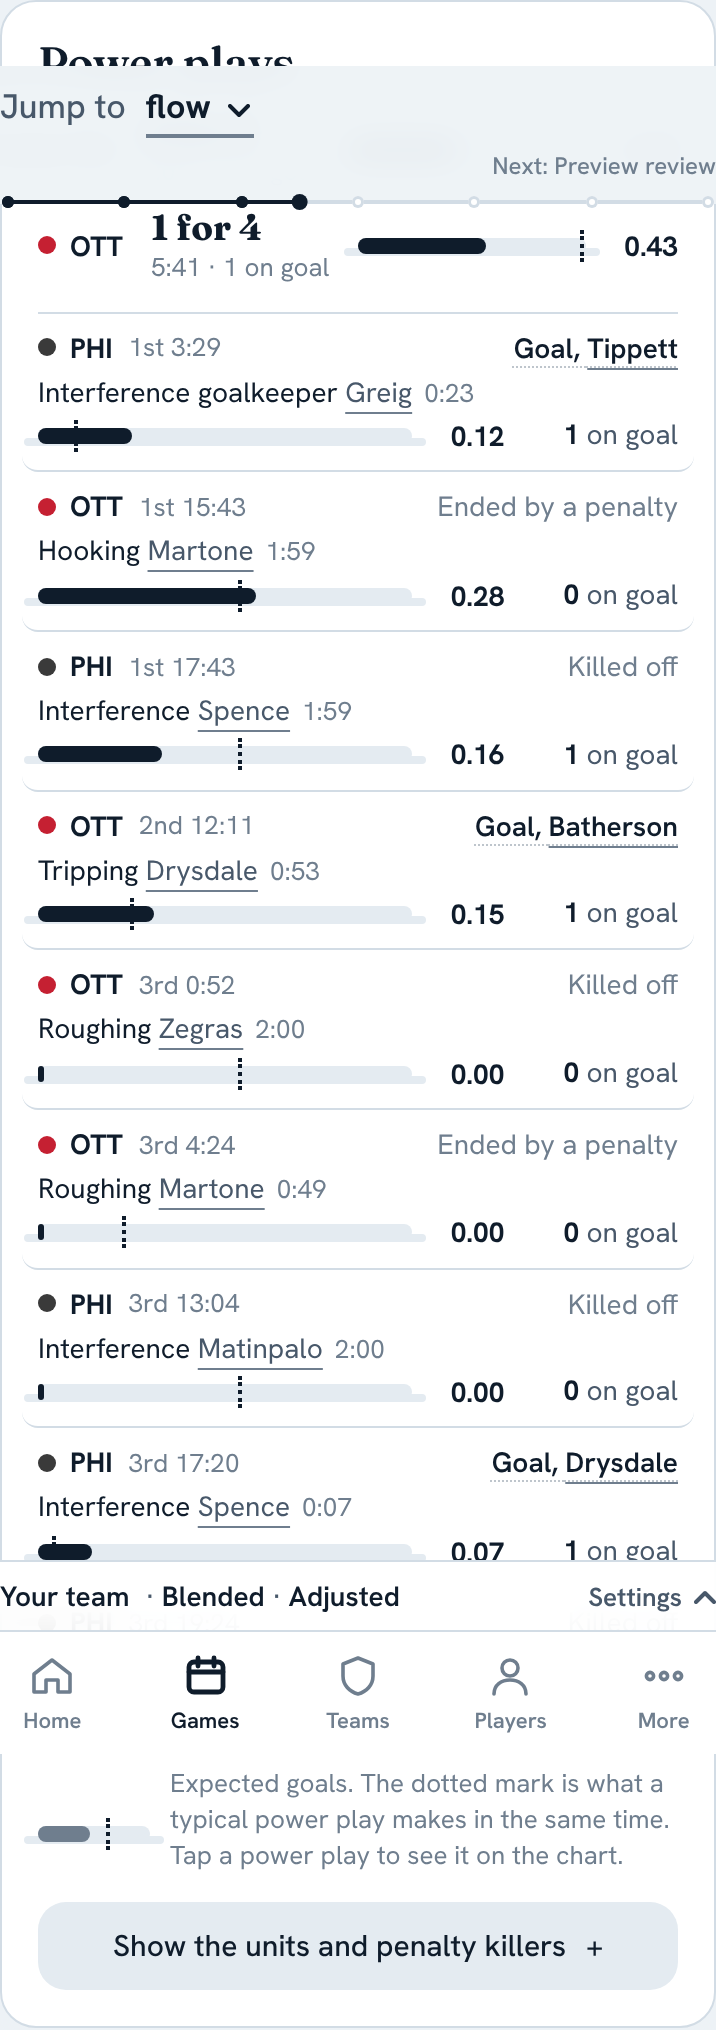 Power plays
Jump to flow
Next: Preview review
OTT 1 for 4 0.43
5:41 · 1 on goal
PHI 1st 3:29 Goal, Tippett
Interference goalkeeper Greig 0:23
0.12 1 on goal
OTT 1st 15:43 Ended by a penalty
Hooking Martone 1:59
0.28 0 on goal
PHI 1st 17:43 Killed off
Interference Spence 1:59
0.16 1 on goal
OTT 2nd 12:11 Goal, Batherson
Tripping Drysdale 0:53
0.15 1 on goal
OTT 3rd 0:52 Killed off
Roughing Zegras 2:00
0.00 0 on goal
OTT 3rd 4:24 Ended by a penalty
Roughing Martone 0:49
0.00 0 on goal
PHI 3rd 13:04 Killed off
Interference Matinpalo 2:00
0.00 0 on goal
PHI 3rd 17:20 Goal, Drysdale
Interference Spence 0:07
0.07 1 on goal
Your team · Blended · Adjusted Settings
Home Games Teams Players More
Expected goals. The dotted mark is what a
typical power play makes in the same time.
Tap a power play to see it on the chart.
Show the units and penalty killers +